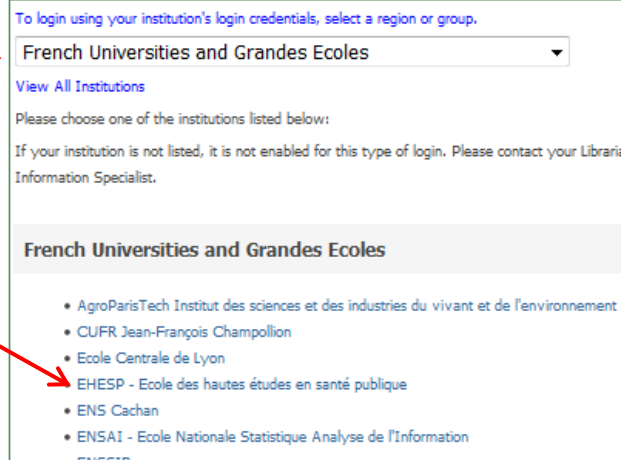 To login using your institution's login credentials, select a region or group.
French Universities and Grandes Ecoles
View All Institutions
Please choose one of the institutions listed below:
If your institution is not listed, it is not enabled for this type of login. Please contact your
Information Specialist.
French Universities and Grandes Ecoles
• AgroParisTech Institut des sciences et des industries du vivant et de l'environnement
• CUFR Jean-François Champollion
• Ecole Centrale de Lyon
EHESP - Ecole des hautes études en santé publique
• ENS Cachan
• ENSAI - Ecole Nationale Statistique Analyse de l'Information